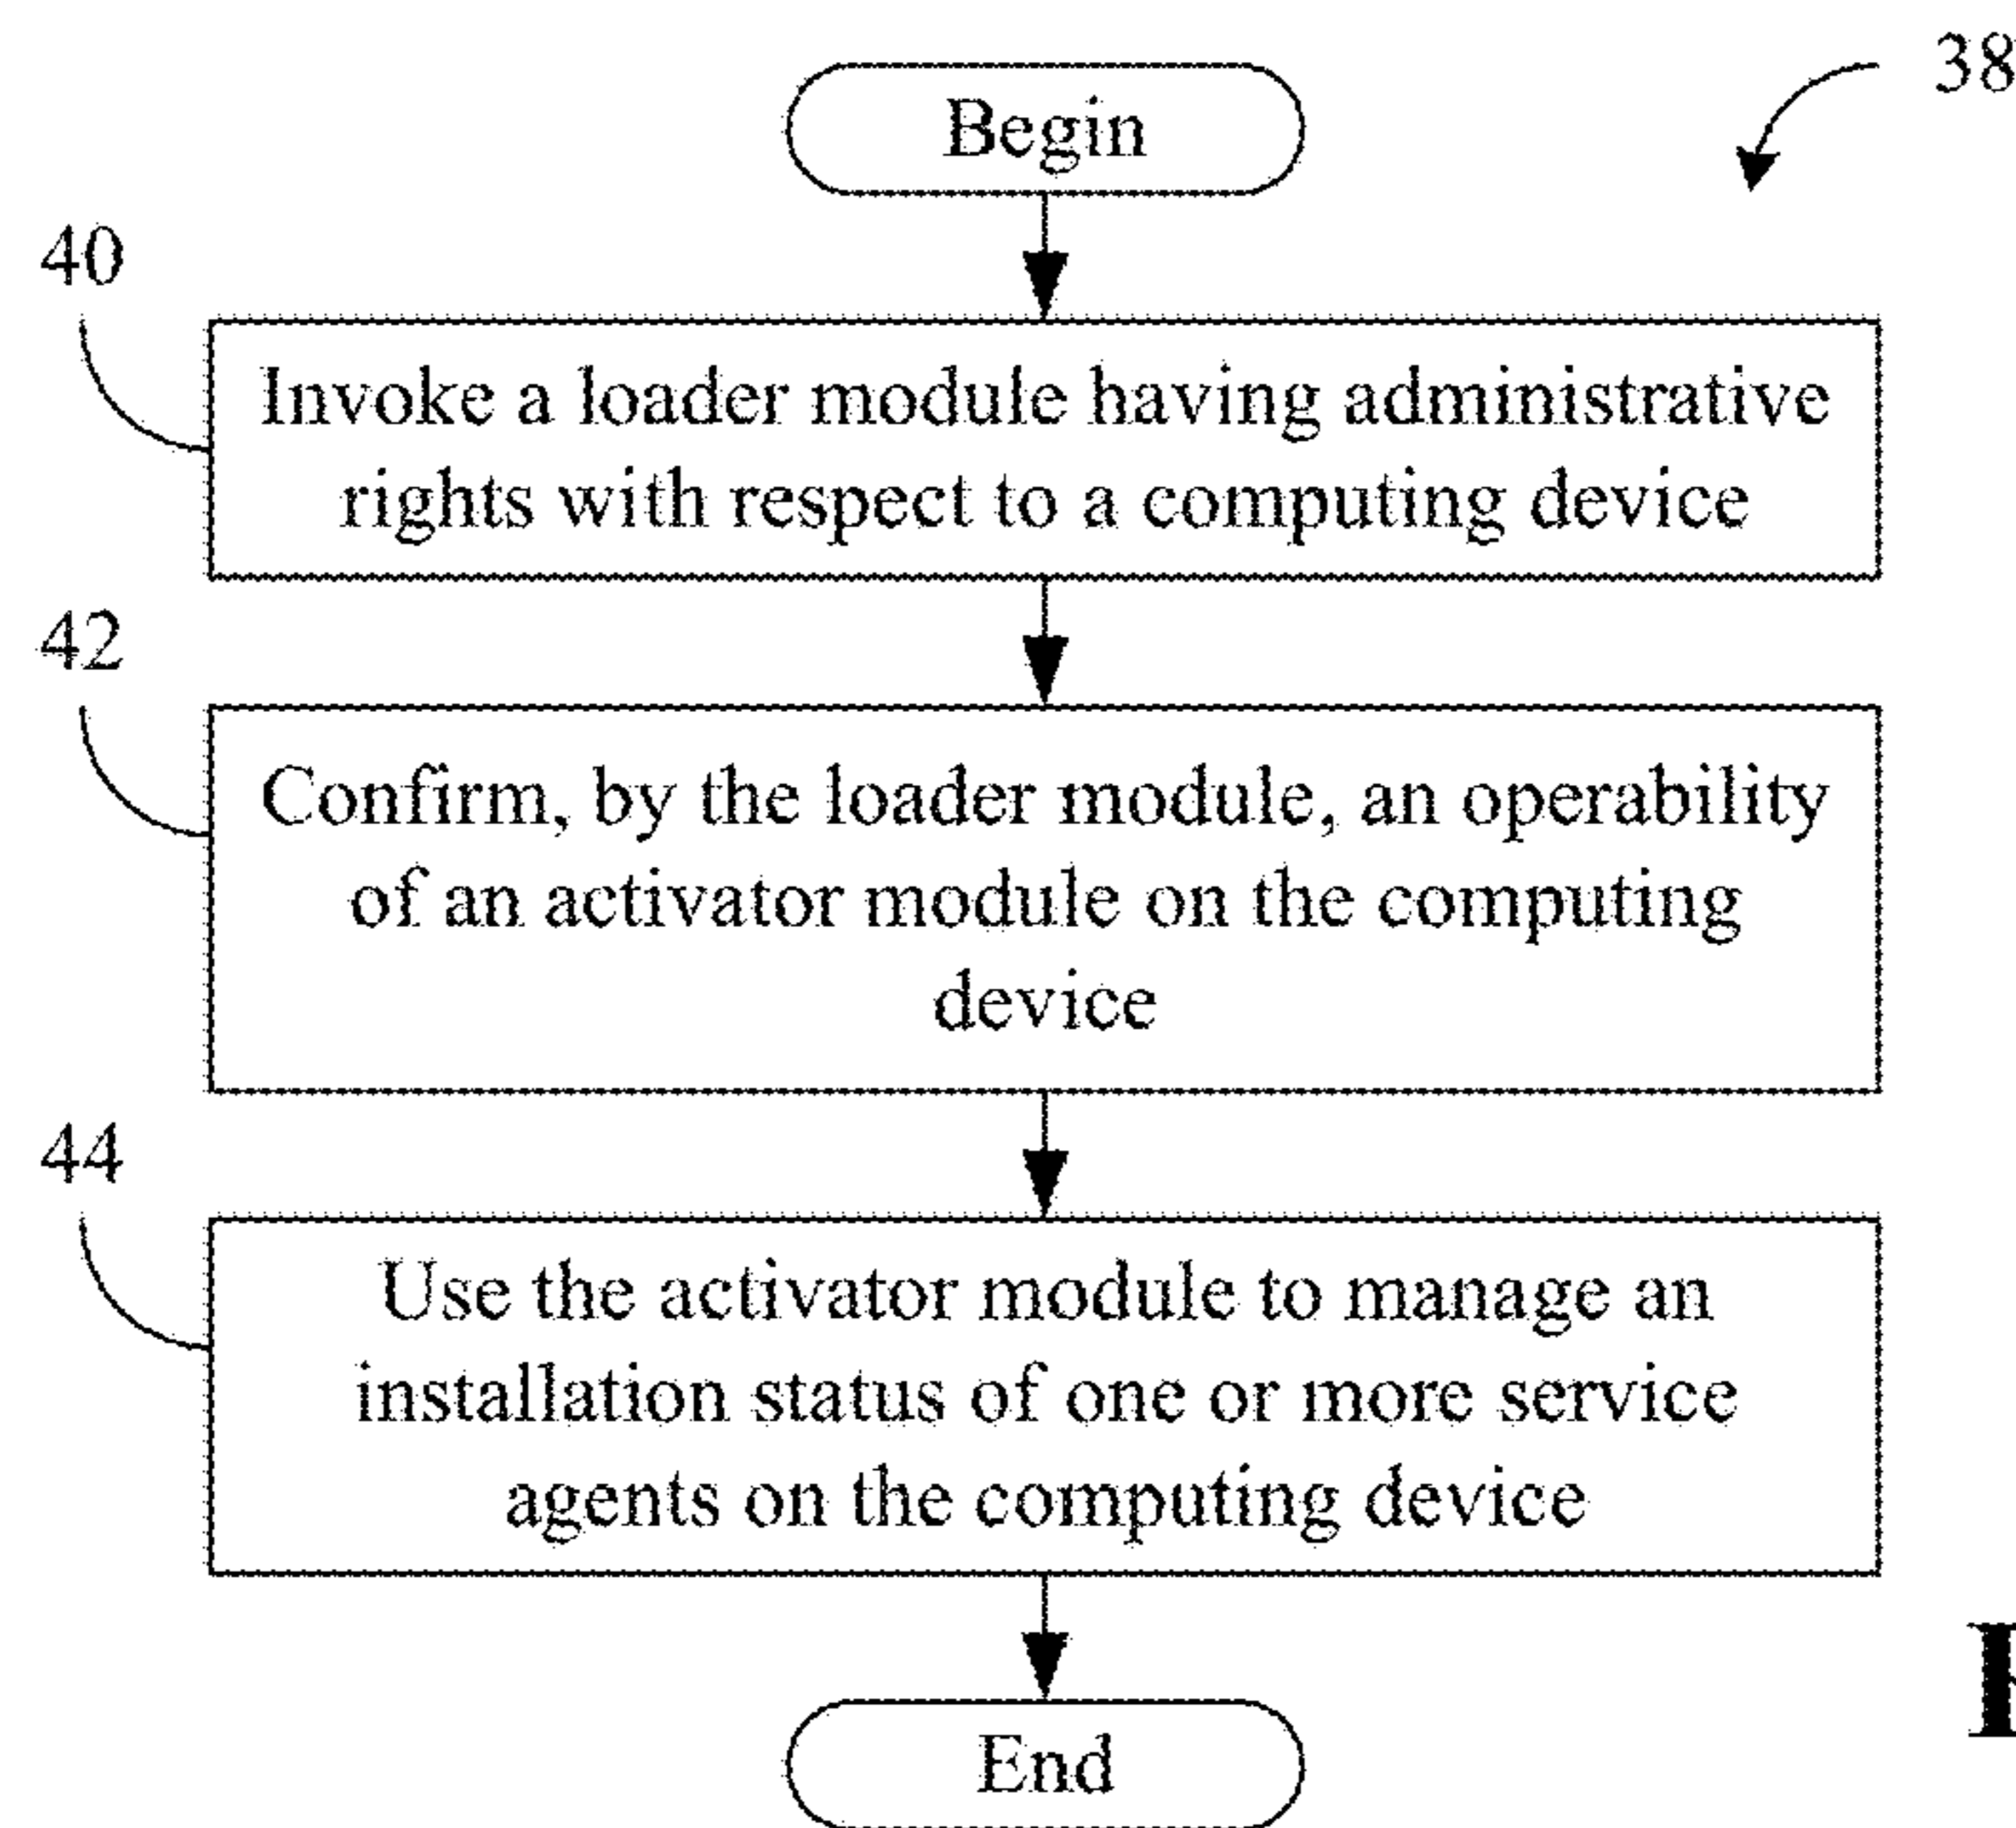 38
Begin
40
Invoke a loader module having administrative
rights with respect to a computing device
42
Confirm, by the loader module, an operability
of an activator module on the computing
device
44
Use the activator module to manage an
installation status of one or more service
agents on the computing device
End